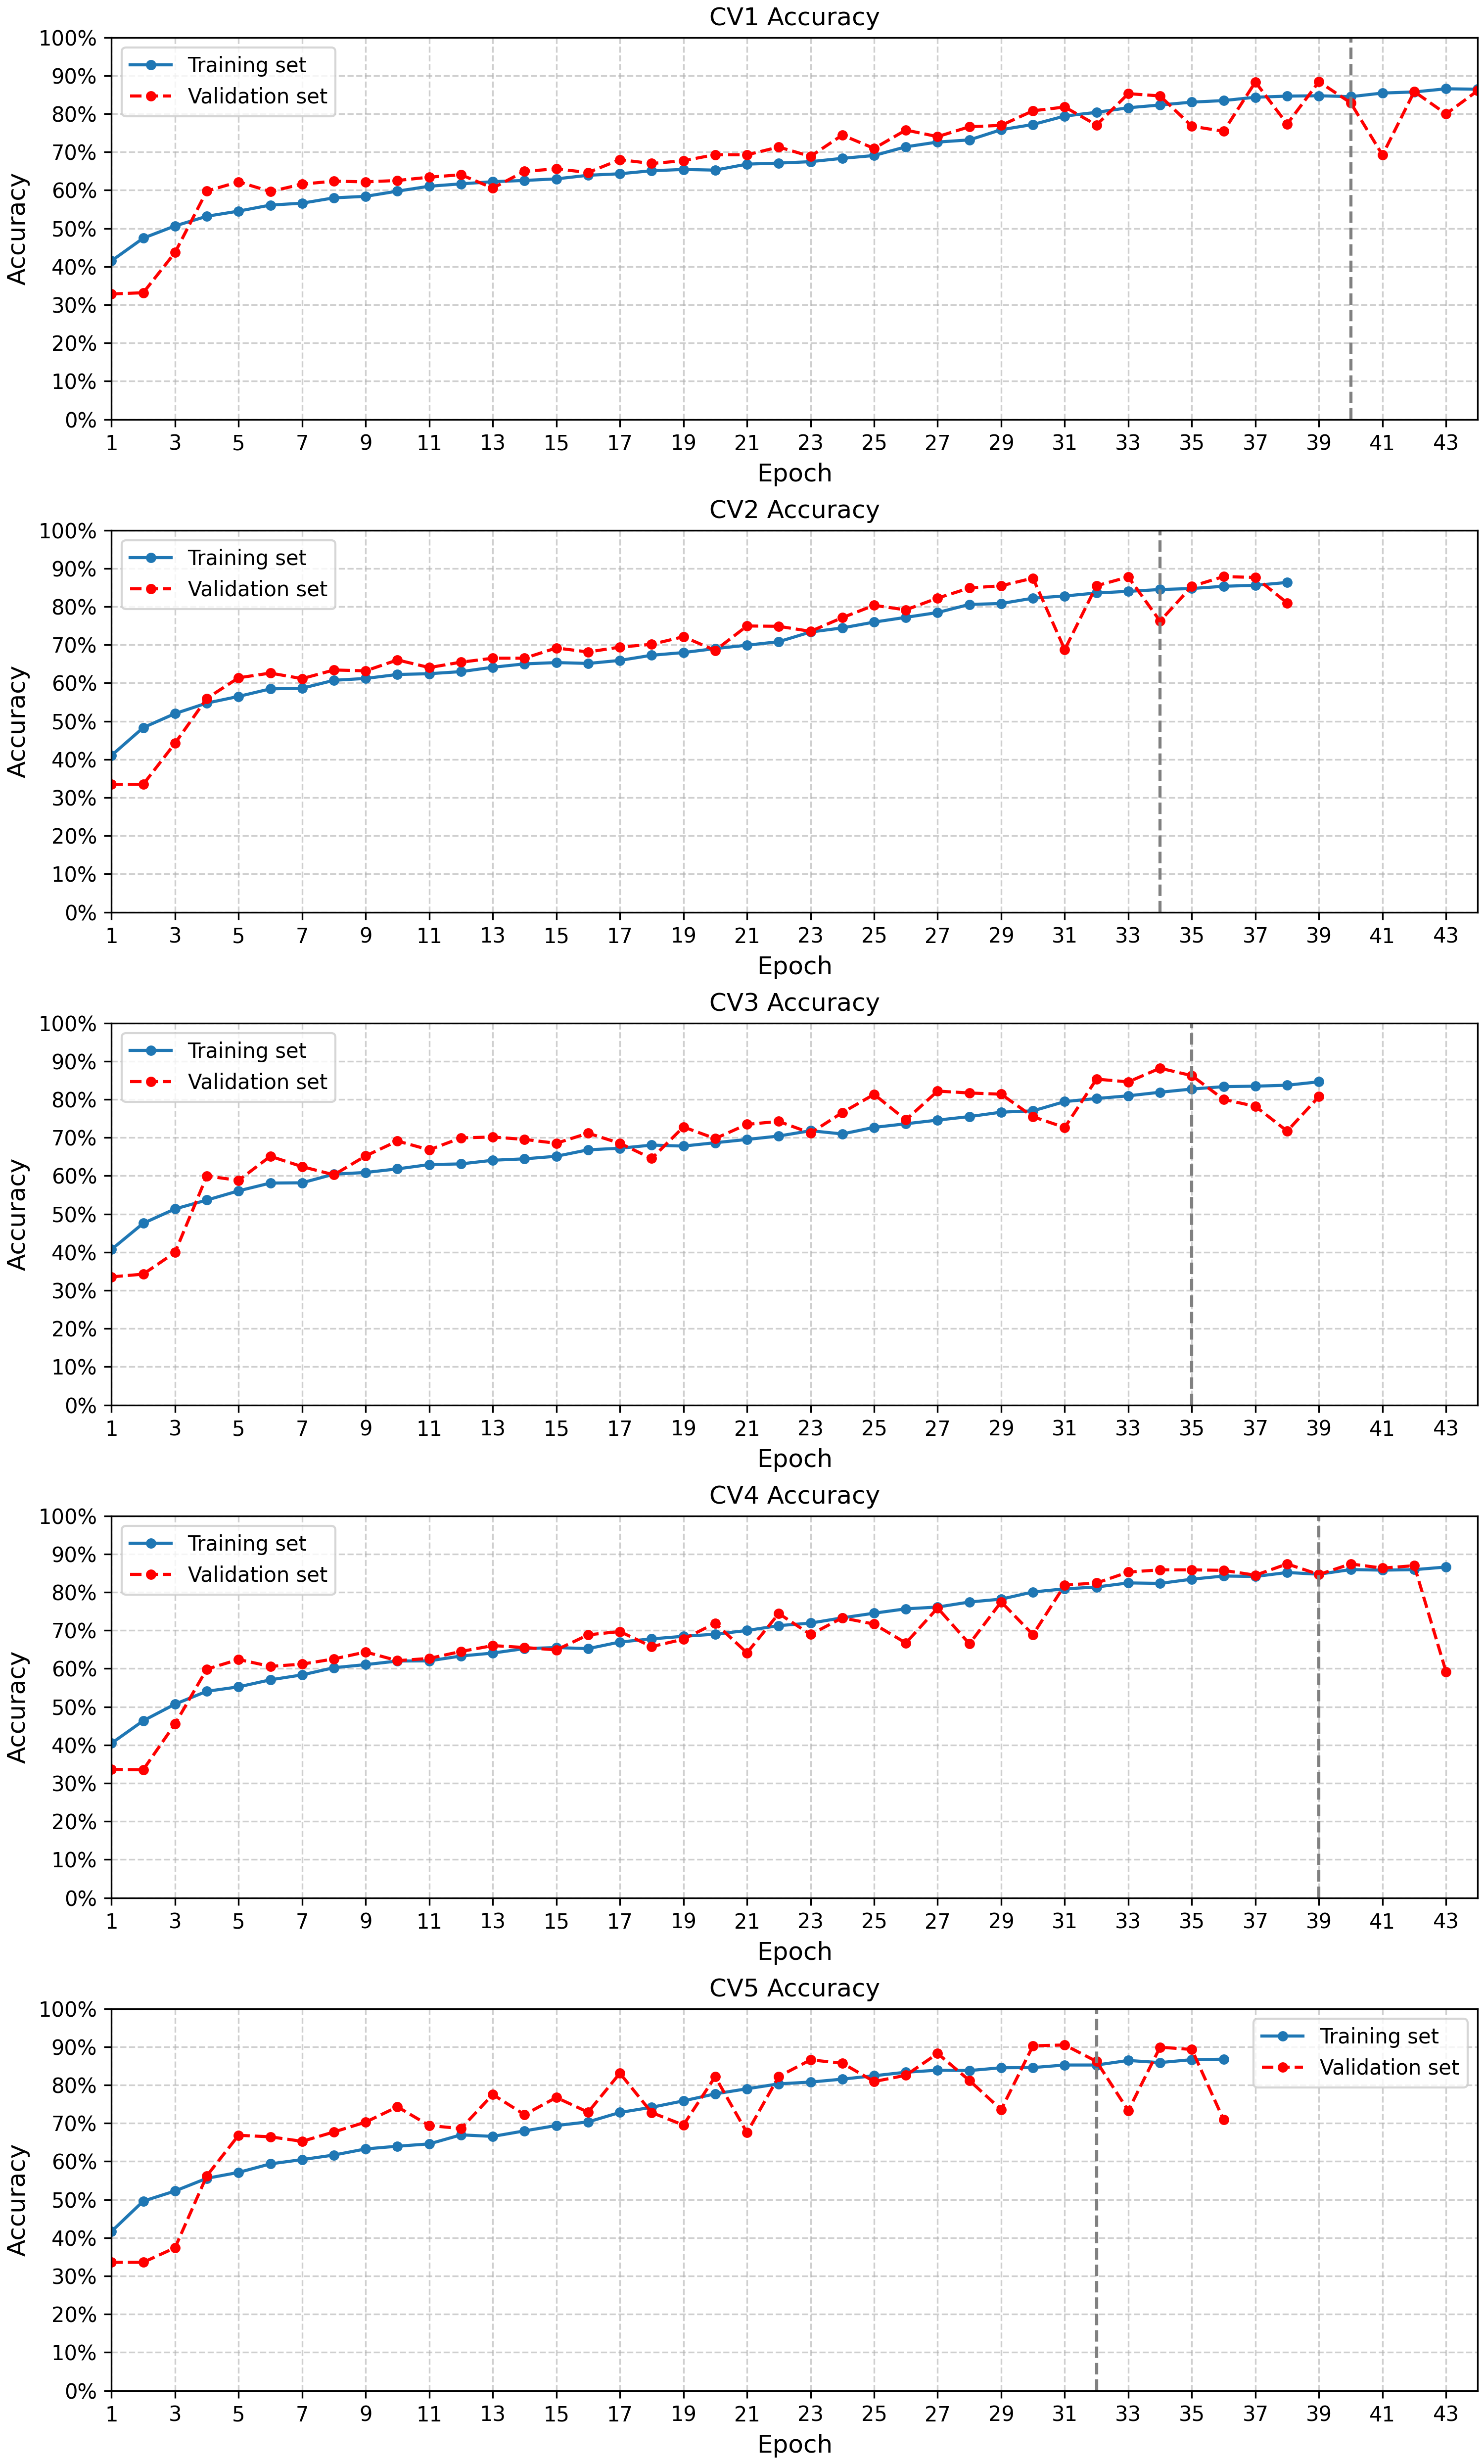 CV1 Accuracy
100%
90%
80%
70%
60%
50%
40%
30%
20%
10%
0%
Accuracy
Training set
Validation set
1 3 5 7 9 11 13 15 17 19 21 23 25 27 29 31 33 35 37 39 41 43
Epoch
CV2 Accuracy
100%
90%
80%
70%
60%
50%
40%
30%
20%
10%
0%
Accuracy
Training set
Validation set
1 3 5 7 9 11 13 15 17 19 21 23 25 27 29 31 33 35 37 39 41 43
Epoch
CV3 Accuracy
100%
90%
80%
70%
60%
50%
40%
30%
20%
10%
0%
Accuracy
Training set
Validation set
1 3 5 7 9 11 13 15 17 19 21 23 25 27 29 31 33 35 37 39 41 43
Epoch
CV4 Accuracy
100%
90%
80%
70%
60%
50%
40%
30%
20%
10%
0%
Accuracy
Training set
Validation set
1 3 5 7 9 11 13 15 17 19 21 23 25 27 29 31 33 35 37 39 41 43
Epoch
CV5 Accuracy
100%
90%
80%
70%
60%
50%
40%
30%
20%
10%
0%
Accuracy
Training set
Validation set
1 3 5 7 9 11 13 15 17 19 21 23 25 27 29 31 33 35 37 39 41 43
Epoch